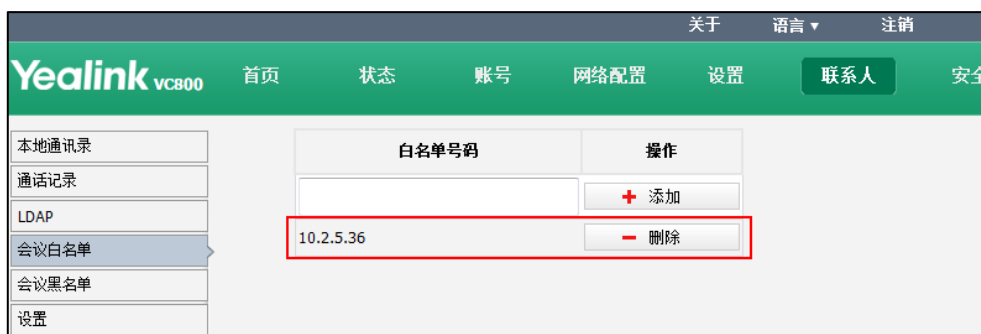 关于 语言 ▼ 注销
Yealink VC800 首页 状态 账号 网络配置 设置 联系人 安全
本地通讯录
通话记录
LDAP
会议白名单
会议黑名单
设置
白名单号码 操作
添加
10.2.5.36 删除